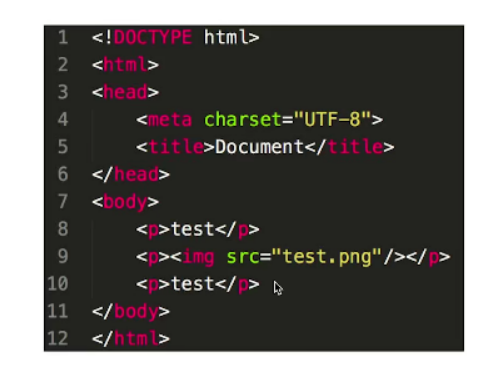 1 <!DOCTYPE html>
2 <html>
3 <head>
4     <meta charset="UTF-8">
5     <title>Document</title>
6 </head>
7 <body>
8     <p>test</p>
9     <p><img src="test.png"/></p>
10     <p>test</p>
11 </body>
12 </html>